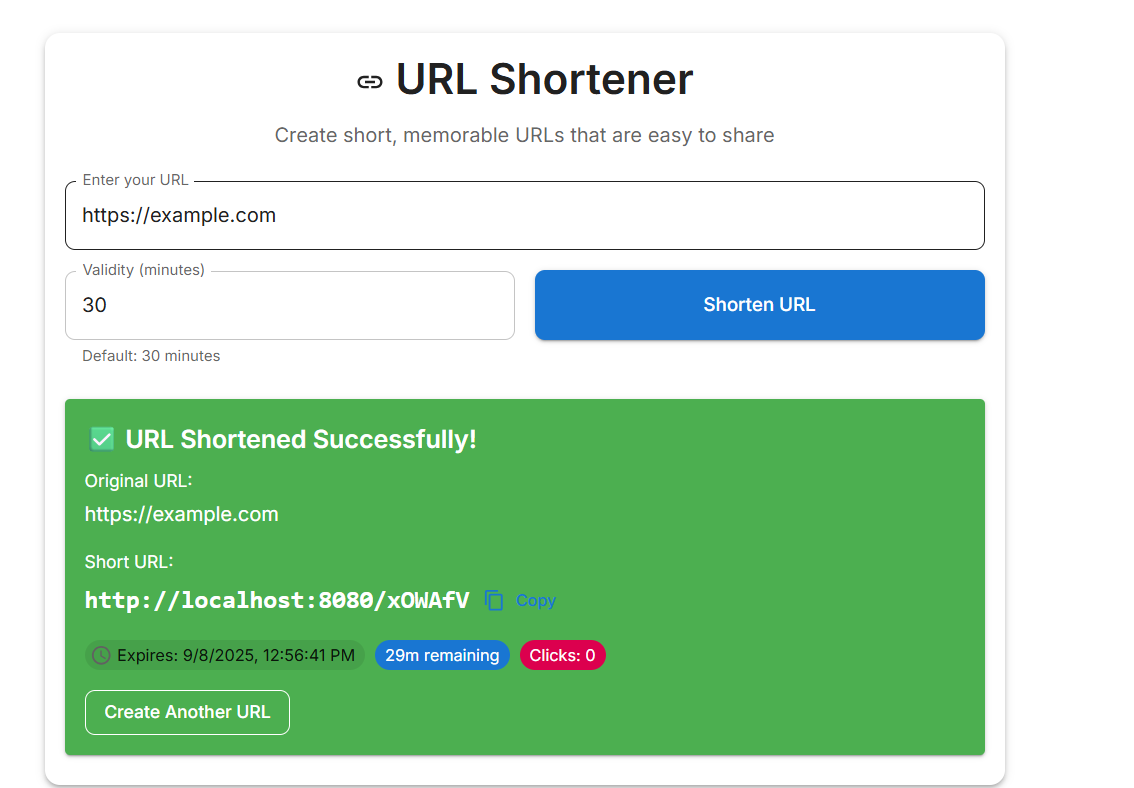 URL Shortener
Create short, memorable URLs that are easy to share
Enter your URL
https://example.com
Validity (minutes)
30
Shorten URL
Default: 30 minutes
URL Shortened Successfully!
Original URL:
https://example.com
Short URL:
http://localhost:8080/xOWAfV Copy
Expires: 9/8/2025, 12:56:41 PM 29m remaining Clicks: 0
Create Another URL